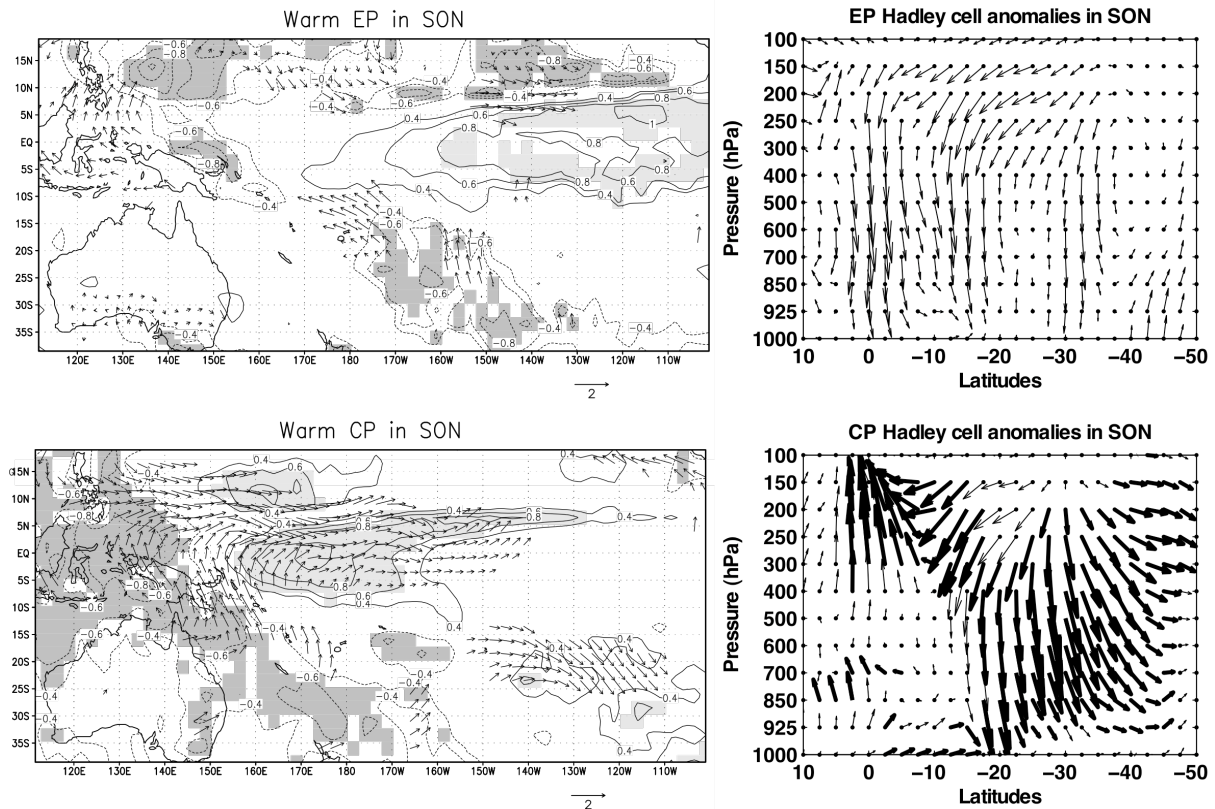 Warm EP in SON
15N
10N
5N
EQ
5S
10S
15S
20S
25S
30S
35S
120E 130E 140E 150E 160E 170E 180 170W 160W 150W 140W 130W 120W 110W
2
EP Hadley cell anomalies in SON
Pressure (hPa)
100
150
200
250
300
400
500
600
700
850
925
1000
10 0 −10 −20 −30 −40 −50
Latitudes
Warm CP in SON
15N
10N
5N
EQ
5S
10S
15S
20S
25S
30S
35S
120E 130E 140E 150E 160E 170E 180 170W 160W 150W 140W 130W 120W 110W
2
CP Hadley cell anomalies in SON
Pressure (hPa)
100
150
200
250
300
400
500
600
700
850
925
1000
10 0 −10 −20 −30 −40 −50
Latitudes